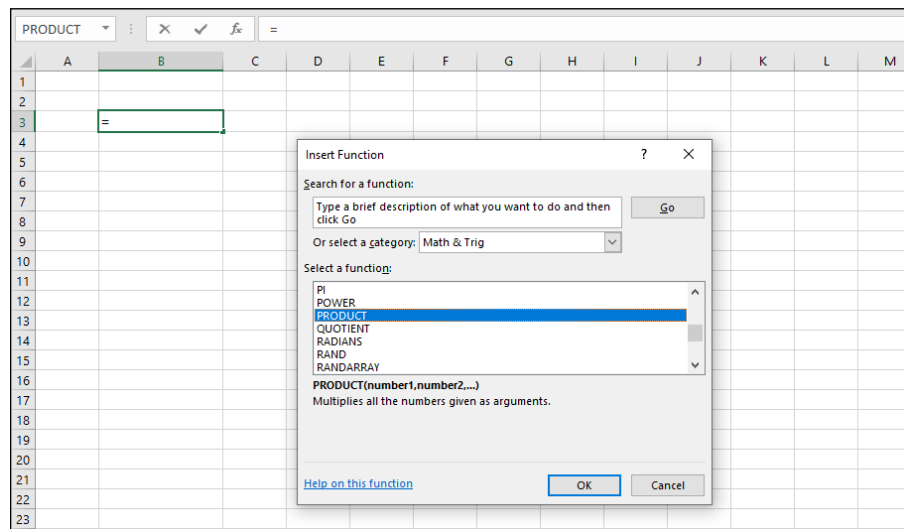 PRODUCT fx =
A B C D E F G H I J K L M
1
2
3 =
4
Insert Function ? X
5
Search for a function:
6
Type a brief description of what you want to do and then
7
click Go
Go
8
Or select a category: Math & Trig
9
Select a function:
10
PI
11
POWER
12
PRODUCT
13
QUOTIENT
14
RADIANS
RAND
15
RANDARRAY
16
PRODUCT(number1,number2,...)
17
Multiplies all the numbers given as arguments.
18
19
20
21
Help on this function OK Cancel
22
23